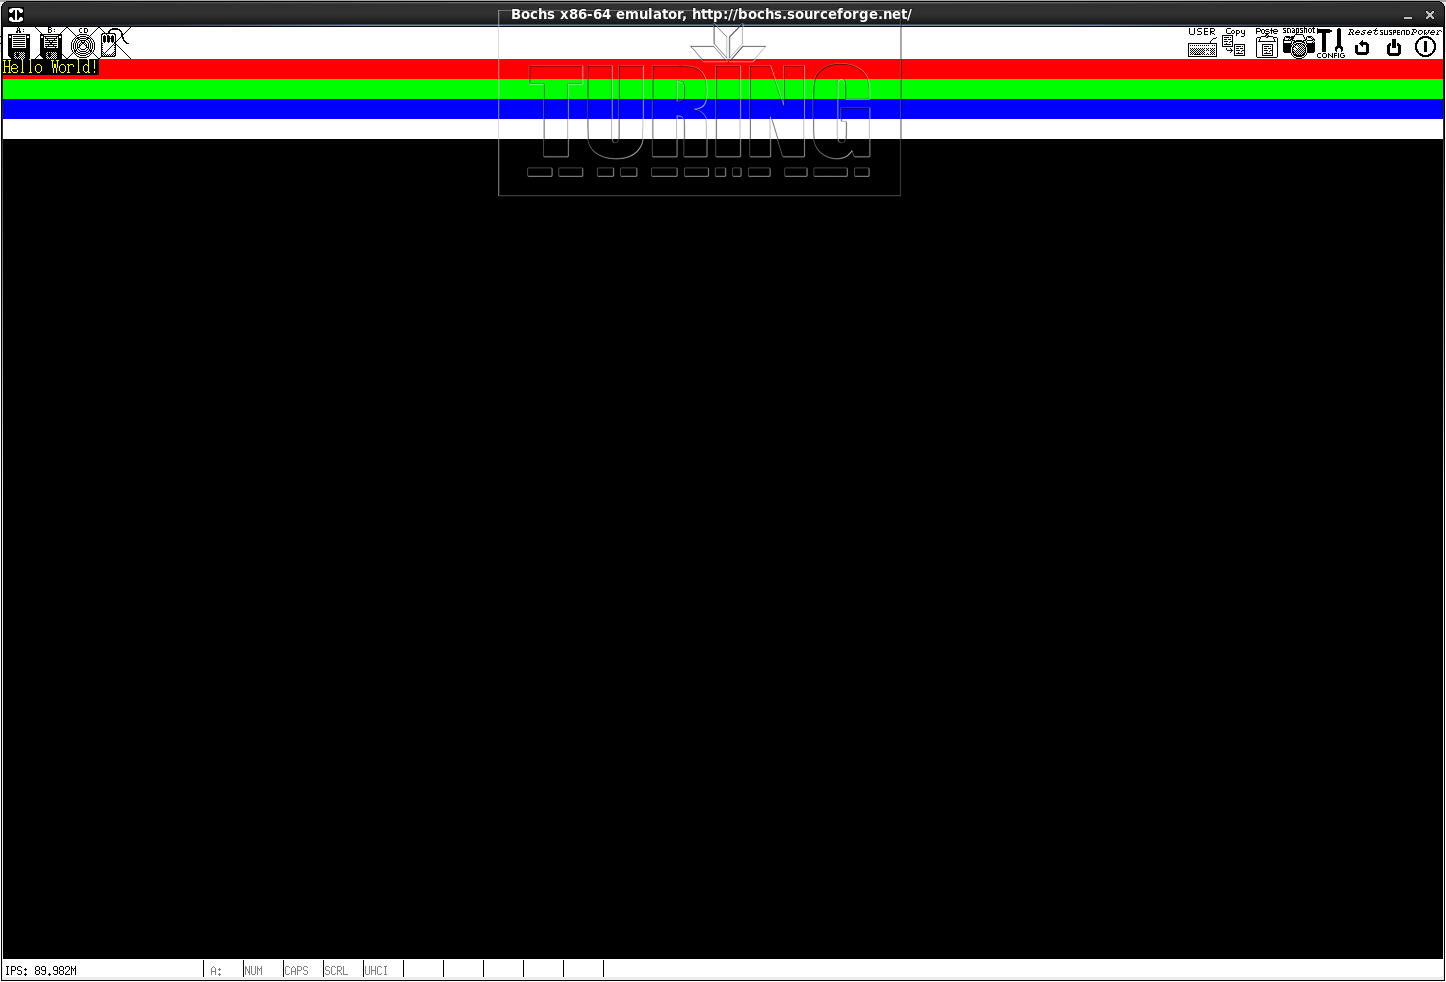 Bochs x86-64 emulator, http://bochs.sourceforge.net/
A: B: CD USER Copy Paste Snapshot CONFIG Reset SUSPEND Power
Hello World!
TURING
IPS: 89.982M A: NUM CAPS SCRL UHCI